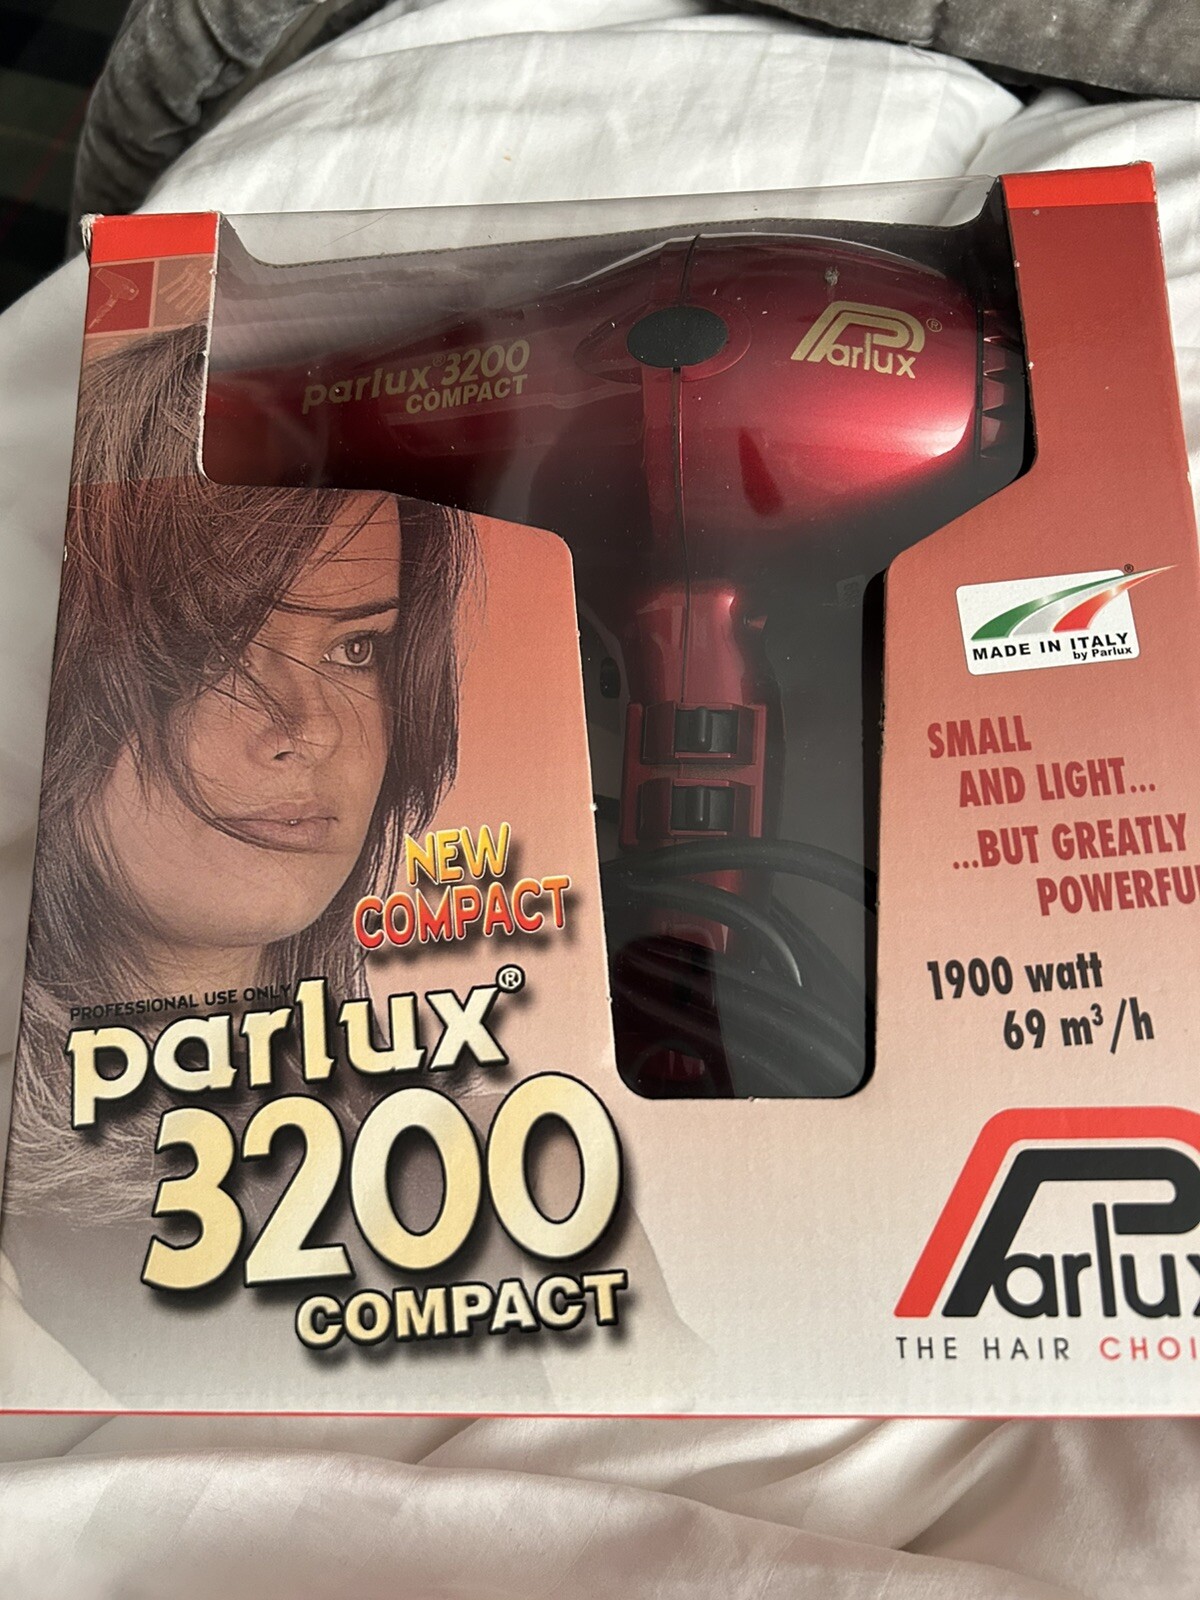 parlux® 3200
COMPACT
Parlux®
®
MADE IN ITALY
by Parlux
SMALL
AND LIGHT...
...BUT GREATLY
POWERFU
1900 watt
69 m³/h
NEW
COMPACT
PROFESSIONAL USE ONLY
parlux®
3200
COMPACT
Parlux
THE HAIR CHOI